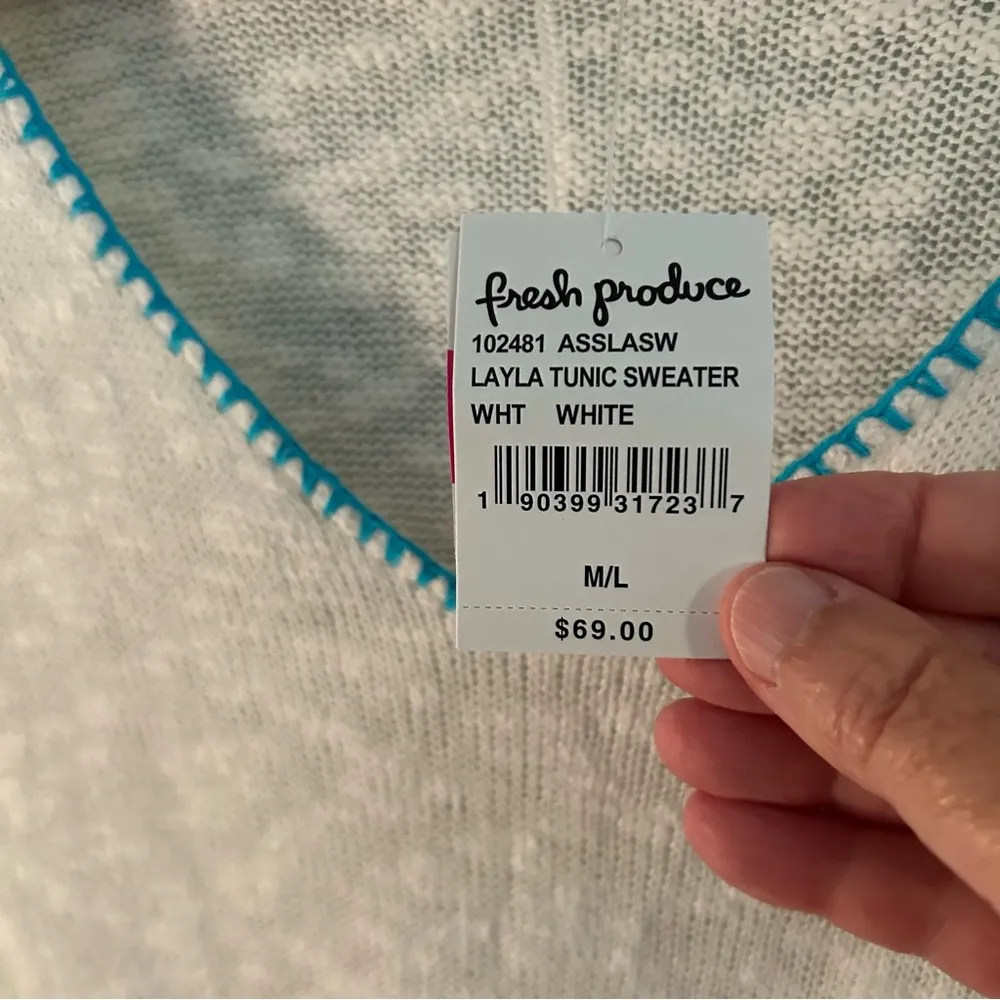 fresh produce
102481 ASSLASW
LAYLA TUNIC SWEATER
WHT WHITE
1 90399 31723 7
M/L
$69.00